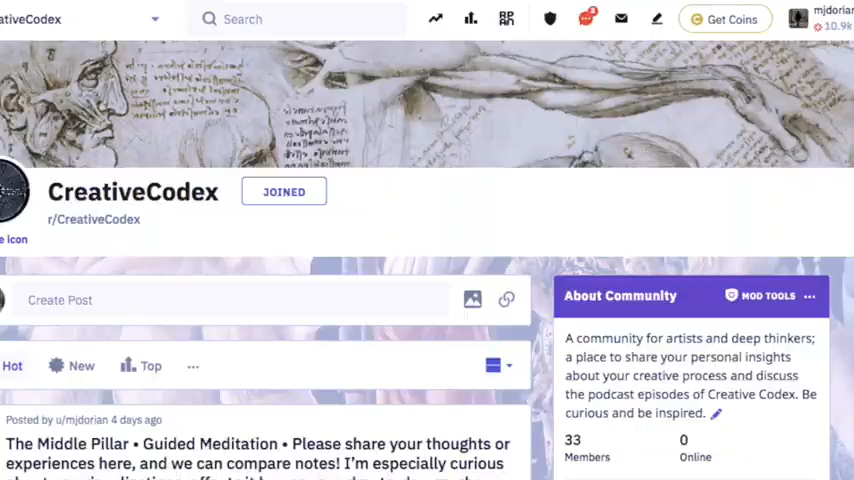 ativeCodex
Search
3
Get Coins
mjdorian
10.9k
CreativeCodex
JOINED
r/CreativeCodex
e icon
Create Post
Hot
New
Top
...
About Community
MOD TOOLS
...
A community for artists and deep thinkers;
a place to share your personal insights
about your creative process and discuss
the podcast episodes of Creative Codex. Be
curious and be inspired.
33
Members
0
Online
Posted by u/mjdorian 4 days ago
The Middle Pillar • Guided Meditation • Please share your thoughts or
experiences here, and we can compare notes! I'm especially curious